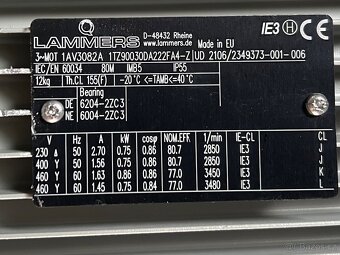 LAMMERS
D-48432 Rheine
www.lammers.de
Made in EU
IE3 H CE
3~MOT 1AV3082A 1TZ90030DA222FA4-Z UD 2106/2349373-001-006
IEC/EN 60034 80M IMB5 IP55
12kg Th.CL 155(F) -20°C <=TAMB<=40°C
Bearing
DE 6204-2ZC3
NE 6004-2ZC3
V Hz A kW cosφ NOM.EFF. 1/min IE-CL CL
230 Δ 50 2.70 0.75 0.86 80.7 2850 IE3 J
400 Y 50 1.56 0.75 0.86 80.7 2850 IE3 J
460 Y 60 1.61 0.86 0.86 77.0 3450 IE3 K
460 Y 60 1.45 0.75 0.84 77.0 3480 IE3 L